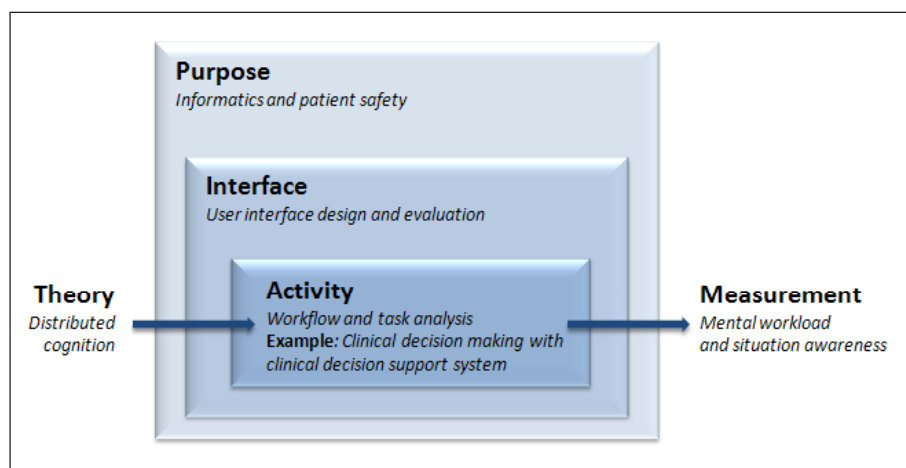 Purpose
Informatics and patient safety
Interface
User interface design and evaluation
Activity
Workflow and task analysis
Example: Clinical decision making with
clinical decision support system
Theory
Distributed
cognition
Measurement
Mental workload
and situation awareness